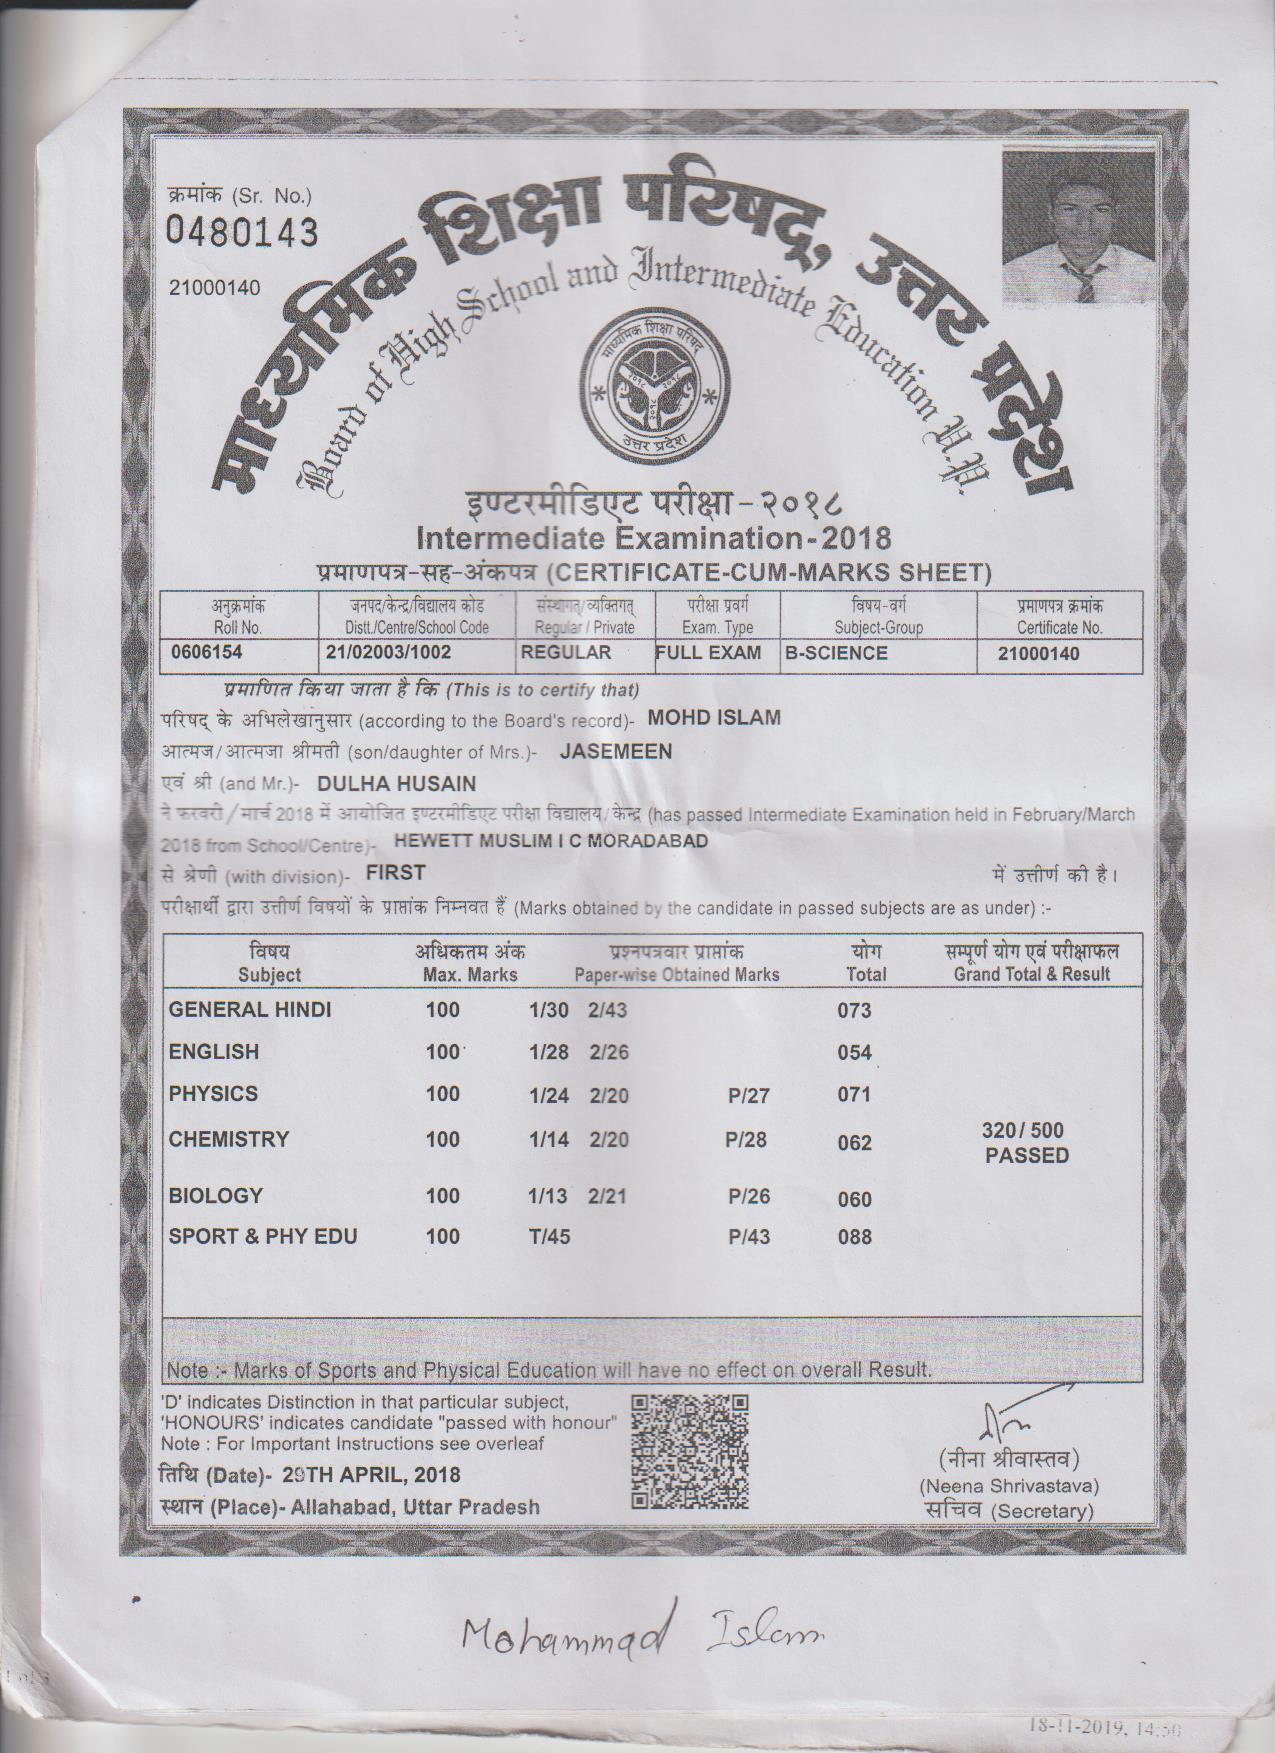 क्रमांक (Sr. No.)
0480143
21000140
माध्यमिक शिक्षा परिषद्, उत्तर प्रदेश
Board of High School and Intermediate Education U.P.
माध्यमिक शिक्षा परिषद्
उत्तर प्रदेश
इण्टरमीडिएट परीक्षा-२०१८
Intermediate Examination-2018
प्रमाणपत्र-सह-अंकपत्र (CERTIFICATE-CUM-MARKS SHEET)
अनुक्रमांक जनपद/केन्द्र/विद्यालय कोड संस्थागत्/व्यक्तिगत् परीक्षा प्रवर्ग विषय-वर्ग प्रमाणपत्र क्रमांक
Roll No. Distt./Centre/School Code Regular / Private Exam. Type Subject-Group Certificate No.
0606154 21/02003/1002 REGULAR FULL EXAM B-SCIENCE 21000140
प्रमाणित किया जाता है कि (This is to certify that)
परिषद् के अभिलेखानुसार (according to the Board's record)- MOHD ISLAM
आत्मज/आत्मजा श्रीमती (son/daughter of Mrs.)- JASEMEEN
एवं श्री (and Mr.)- DULHA HUSAIN
ने फरवरी/मार्च 2018 में आयोजित इण्टरमीडिएट परीक्षा विद्यालय/केन्द्र (has passed Intermediate Examination held in February/March
2018 from School/Centre)- HEWETT MUSLIM I C MORADABAD
से श्रेणी (with division)- FIRST में उत्तीर्ण की है।
परीक्षार्थी द्वारा उत्तीर्ण विषयों के प्राप्तांक निम्नवत हैं (Marks obtained by the candidate in passed subjects are as under) :-
विषय अधिकतम अंक प्रश्नपत्रवार प्राप्तांक योग सम्पूर्ण योग एवं परीक्षाफल
Subject Max. Marks Paper-wise Obtained Marks Total Grand Total & Result
GENERAL HINDI 100 1/30 2/43 073
ENGLISH 100 1/28 2/26 054
PHYSICS 100 1/24 2/20 P/27 071
CHEMISTRY 100 1/14 2/20 P/28 062 320/ 500
PASSED
BIOLOGY 100 1/13 2/21 P/26 060
SPORT & PHY EDU 100 T/45 P/43 088
Note :- Marks of Sports and Physical Education will have no effect on overall Result.
'D' indicates Distinction in that particular subject,
'HONOURS' indicates candidate "passed with honour"
Note : For Important Instructions see overleaf
तिथि (Date)- 29TH APRIL, 2018
स्थान (Place)- Allahabad, Uttar Pradesh
(नीना श्रीवास्तव)
(Neena Shrivastava)
सचिव (Secretary)
Mohammad Islam
18-11-2019, 14:50